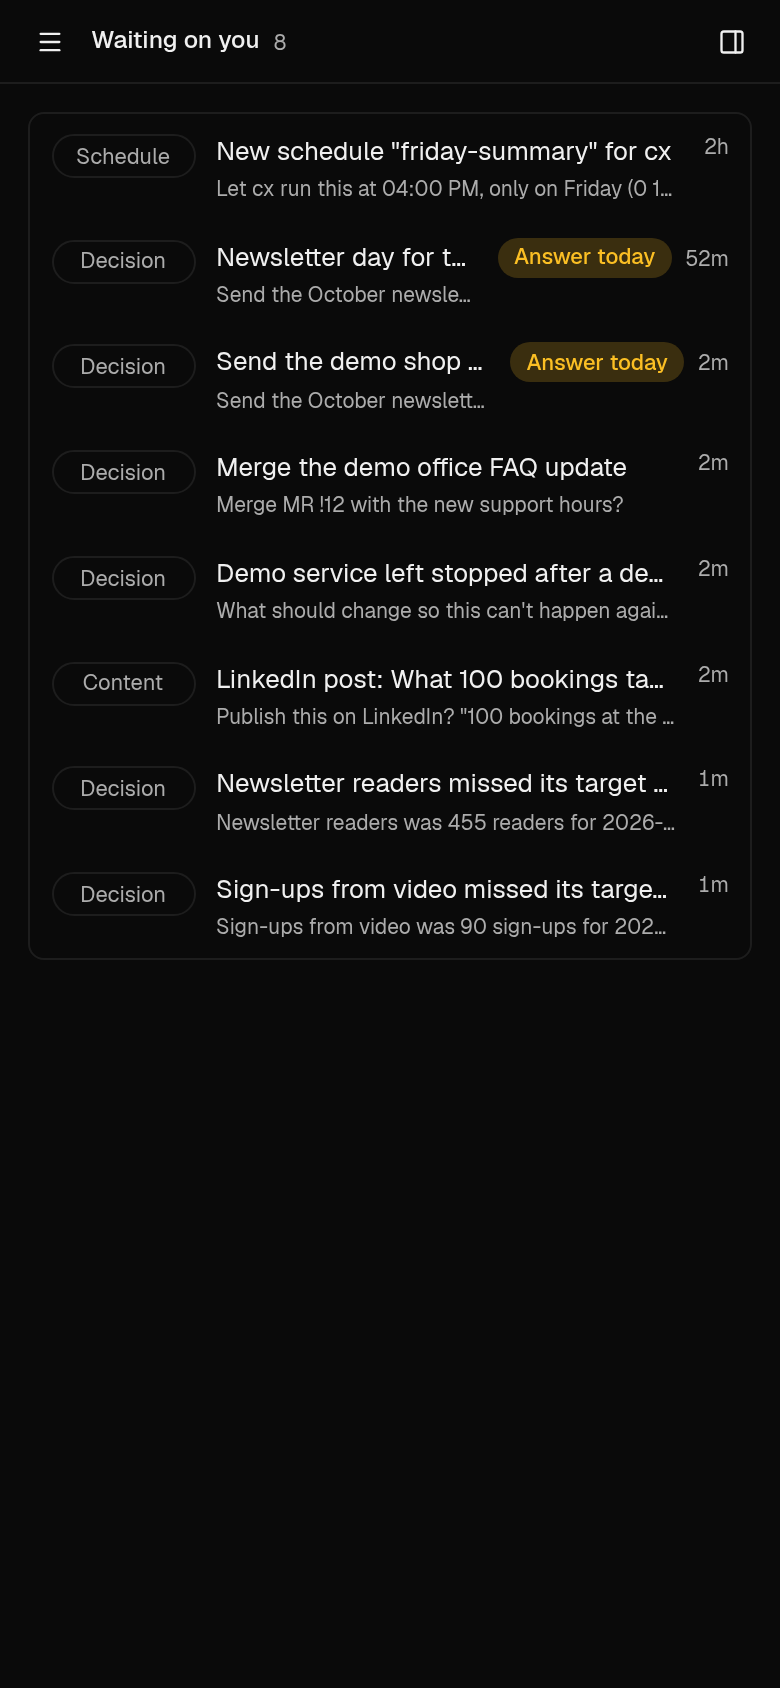 Waiting on you 8
Schedule New schedule "friday-summary" for cx 2h
Let cx run this at 04:00 PM, only on Friday (0 1...
Decision Newsletter day for t... Answer today 52m
Send the October newsle...
Decision Send the demo shop ... Answer today 2m
Send the October newslett...
Decision Merge the demo office FAQ update 2m
Merge MR !12 with the new support hours?
Decision Demo service left stopped after a de... 2m
What should change so this can't happen agai...
Content LinkedIn post: What 100 bookings ta... 2m
Publish this on LinkedIn? "100 bookings at the ...
Decision Newsletter readers missed its target ... 1m
Newsletter readers was 455 readers for 2026-...
Decision Sign-ups from video missed its targe... 1m
Sign-ups from video was 90 sign-ups for 202...